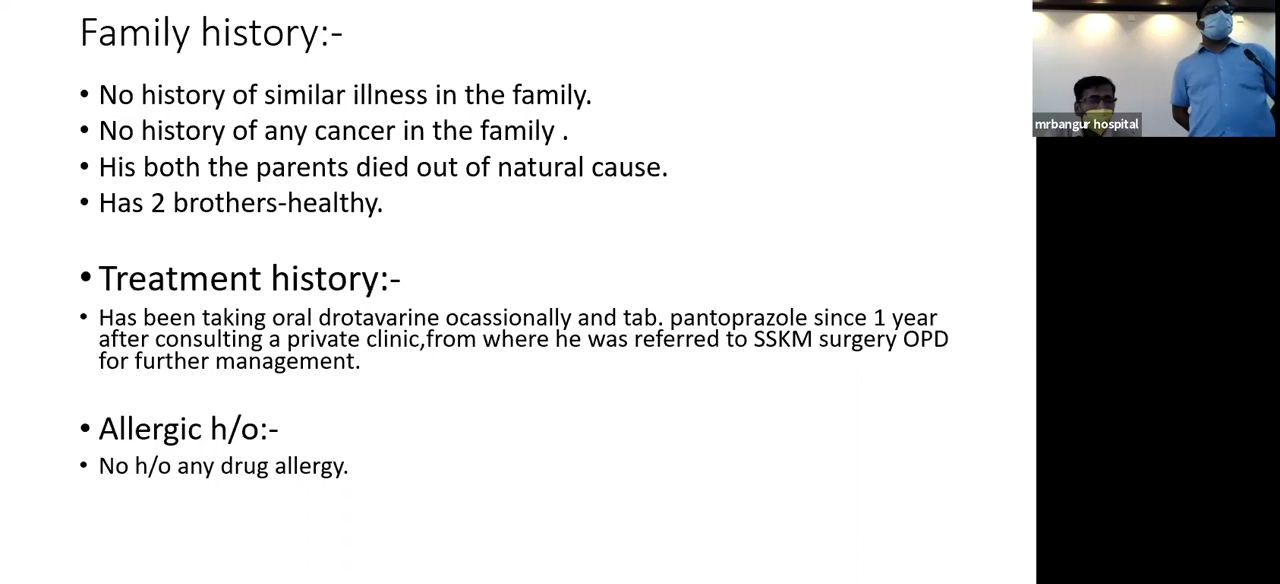 Family history:-
• No history of similar illness in the family.
• No history of any cancer in the family .
• His both the parents died out of natural cause.
• Has 2 brothers-healthy.
• Treatment history:-
• Has been taking oral drotavarine ocassionally and tab. pantoprazole since 1 year
after consulting a private clinic,from where he was referred to SSKM surgery OPD
for further management.
• Allergic h/o:-
• No h/o any drug allergy.
mrbangur hospital